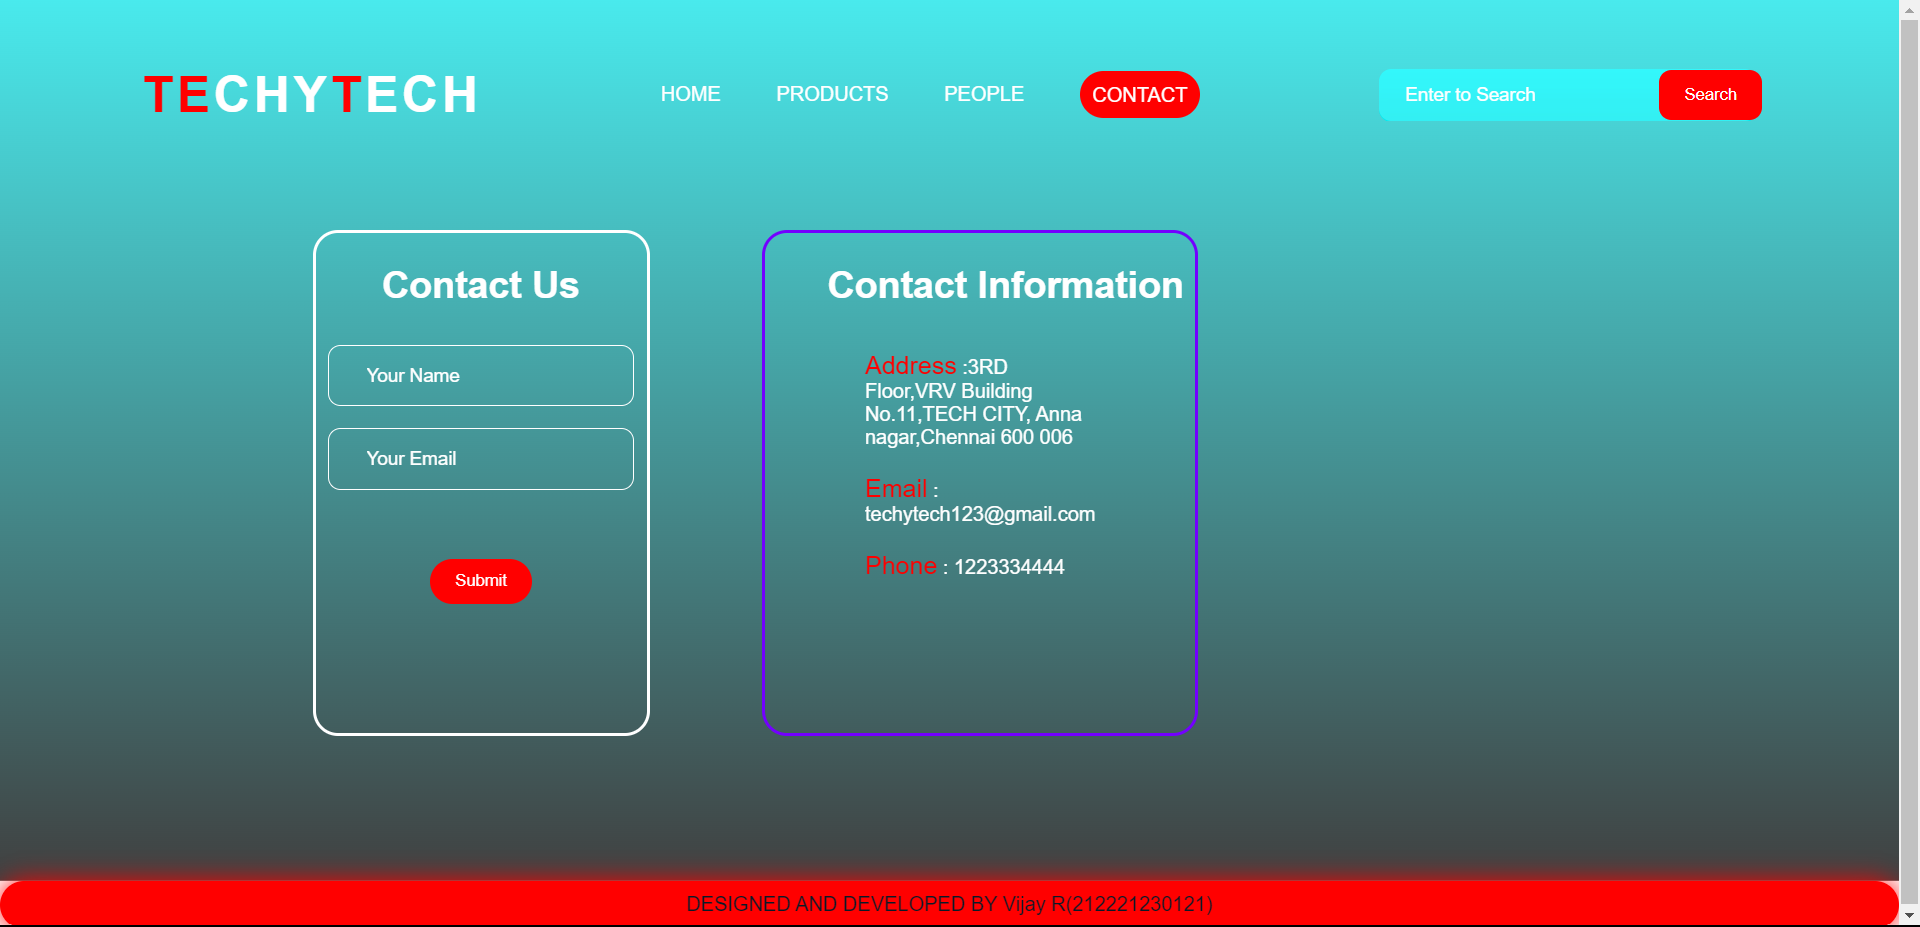 TECHYTECH
HOME PRODUCTS PEOPLE CONTACT
Enter to Search Search
Contact Us
Your Name
Your Email
Submit
Contact Information
Address :3RD
Floor,VRV Building
No.11,TECH CITY, Anna
nagar,Chennai 600 006
Email :
techytech123@gmail.com
Phone : 1223334444
DESIGNED AND DEVELOPED BY Vijay R(212221230121)